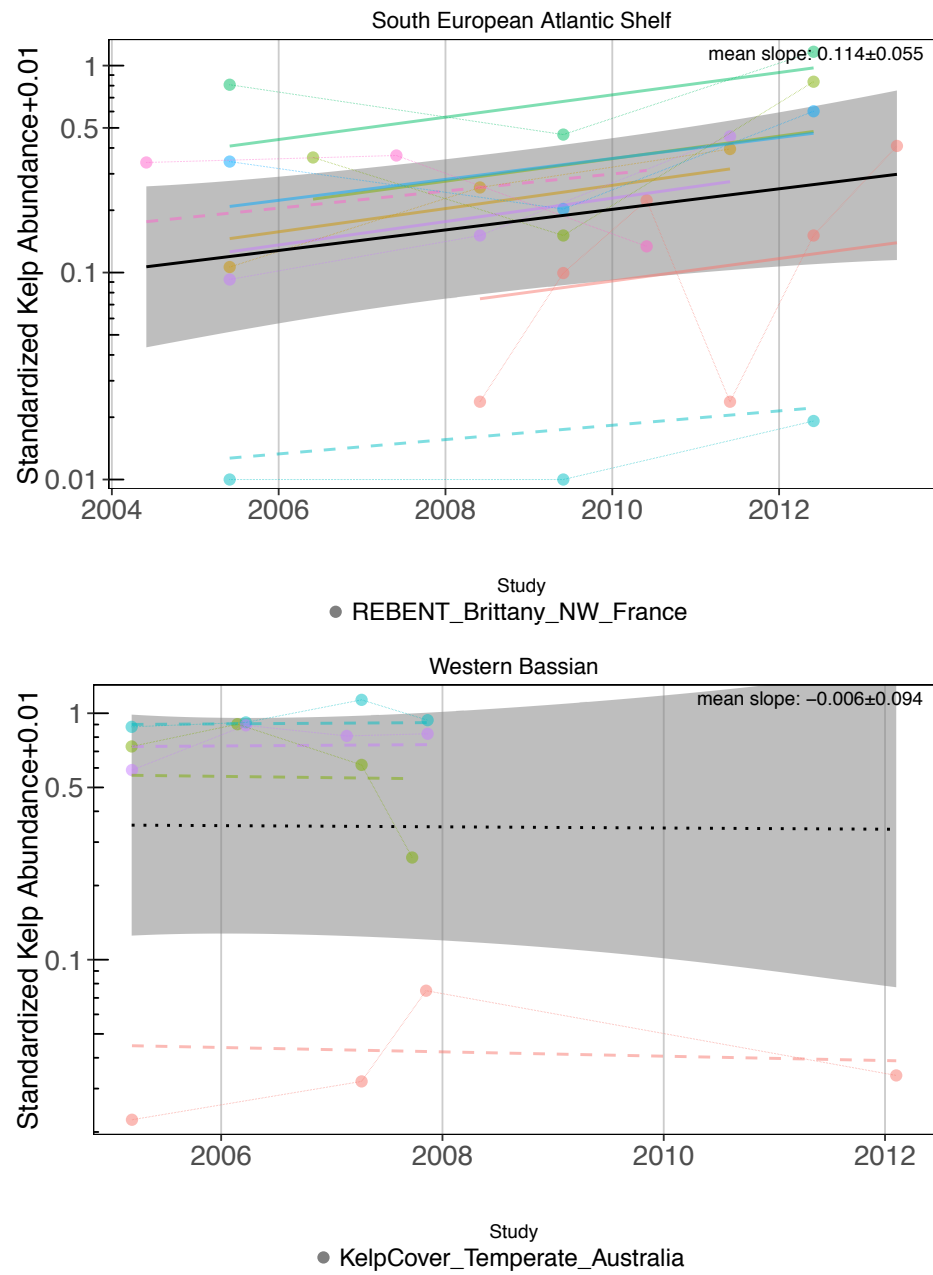 South European Atlantic Shelf
mean slope: 0.114±0.055
Standardized Kelp Abundance+0.01
1
0.5
0.1
0.01
2004 2006 2008 2010 2012
Study
REBENT_Brittany_NW_France
Western Bassian
mean slope: −0.006±0.094
Standardized Kelp Abundance+0.01
1
0.5
0.1
2006 2008 2010 2012
Study
KelpCover_Temperate_Australia